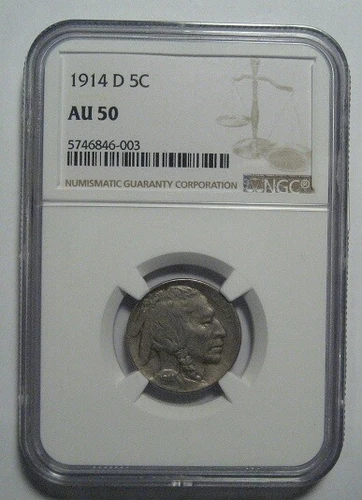 1914 D 5C
AU 50
5746846-003
NUMISMATIC GUARANTY CORPORATION
NGC®